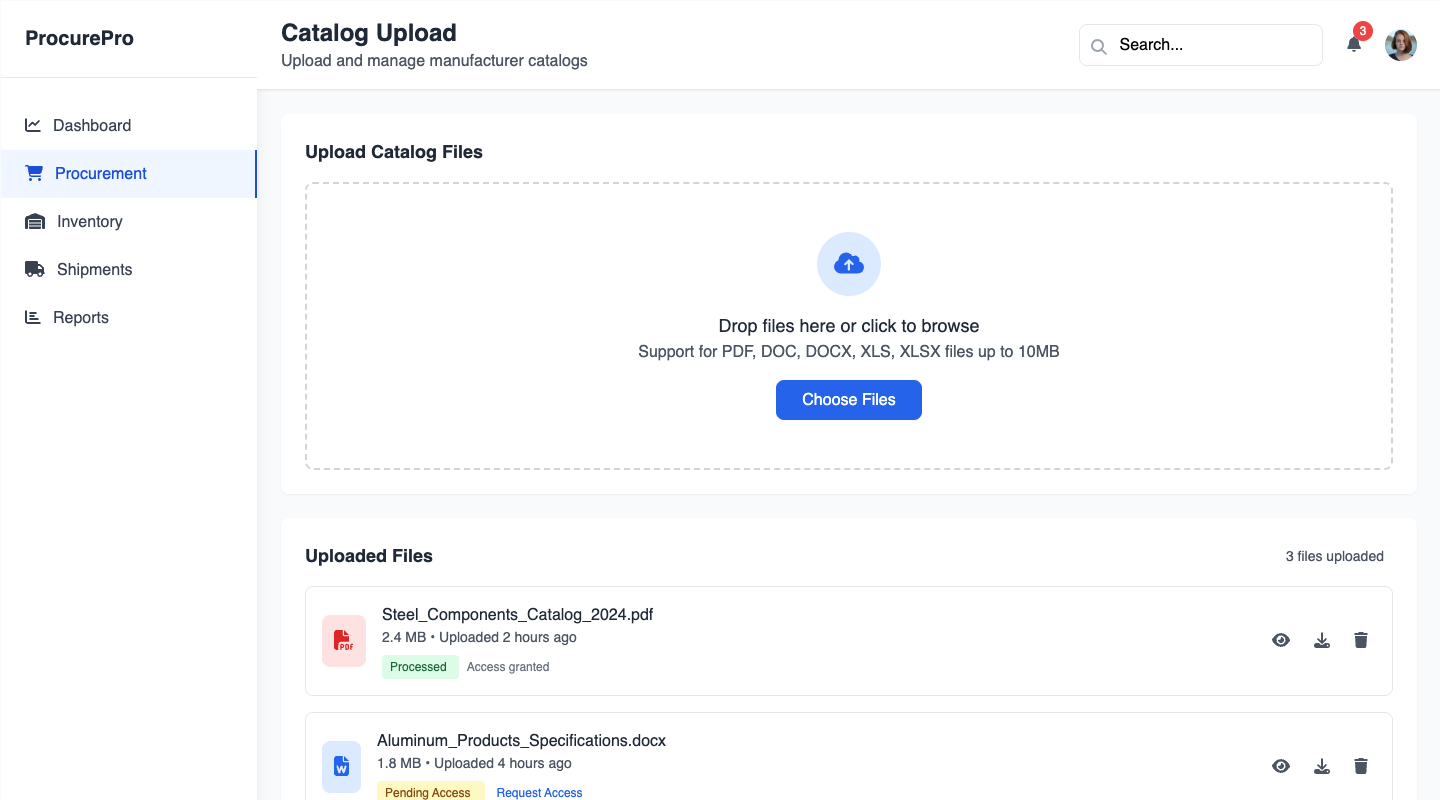 ProcurePro
Catalog Upload
Upload and manage manufacturer catalogs
Search...
3
Dashboard
Procurement
Inventory
Shipments
Reports
Upload Catalog Files
Drop files here or click to browse
Support for PDF, DOC, DOCX, XLS, XLSX files up to 10MB
Choose Files
Uploaded Files
3 files uploaded
PDF
Steel_Components_Catalog_2024.pdf
2.4 MB • Uploaded 2 hours ago
Processed Access granted
W
Aluminum_Products_Specifications.docx
1.8 MB • Uploaded 4 hours ago
Pending Access Request Access